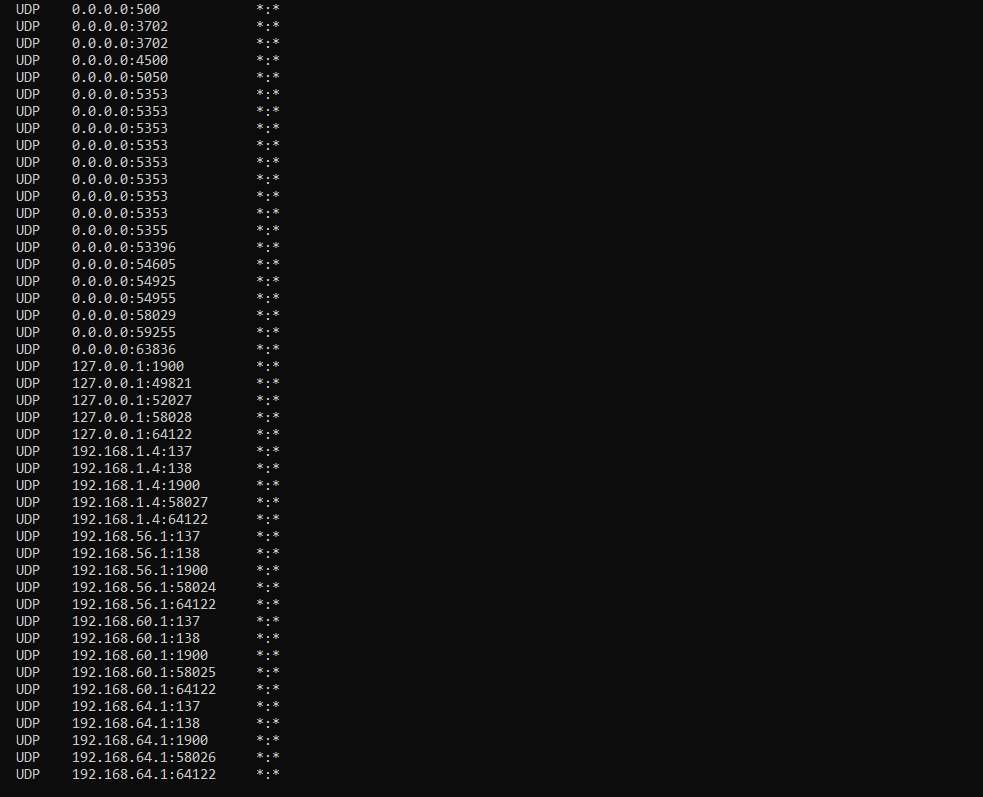 UDP    0.0.0.0:500            *:*
UDP    0.0.0.0:3702           *:*
UDP    0.0.0.0:3702           *:*
UDP    0.0.0.0:4500           *:*
UDP    0.0.0.0:5050           *:*
UDP    0.0.0.0:5353           *:*
UDP    0.0.0.0:5353           *:*
UDP    0.0.0.0:5353           *:*
UDP    0.0.0.0:5353           *:*
UDP    0.0.0.0:5353           *:*
UDP    0.0.0.0:5353           *:*
UDP    0.0.0.0:5353           *:*
UDP    0.0.0.0:5353           *:*
UDP    0.0.0.0:5355           *:*
UDP    0.0.0.0:53396          *:*
UDP    0.0.0.0:54605          *:*
UDP    0.0.0.0:54925          *:*
UDP    0.0.0.0:54955          *:*
UDP    0.0.0.0:58029          *:*
UDP    0.0.0.0:59255          *:*
UDP    0.0.0.0:63836          *:*
UDP    127.0.0.1:1900         *:*
UDP    127.0.0.1:49821        *:*
UDP    127.0.0.1:52027        *:*
UDP    127.0.0.1:58028        *:*
UDP    127.0.0.1:64122        *:*
UDP    192.168.1.4:137        *:*
UDP    192.168.1.4:138        *:*
UDP    192.168.1.4:1900       *:*
UDP    192.168.1.4:58027      *:*
UDP    192.168.1.4:64122      *:*
UDP    192.168.56.1:137       *:*
UDP    192.168.56.1:138       *:*
UDP    192.168.56.1:1900      *:*
UDP    192.168.56.1:58024     *:*
UDP    192.168.56.1:64122     *:*
UDP    192.168.60.1:137       *:*
UDP    192.168.60.1:138       *:*
UDP    192.168.60.1:1900      *:*
UDP    192.168.60.1:58025     *:*
UDP    192.168.60.1:64122     *:*
UDP    192.168.64.1:137       *:*
UDP    192.168.64.1:138       *:*
UDP    192.168.64.1:1900      *:*
UDP    192.168.64.1:58026     *:*
UDP    192.168.64.1:64122     *:*